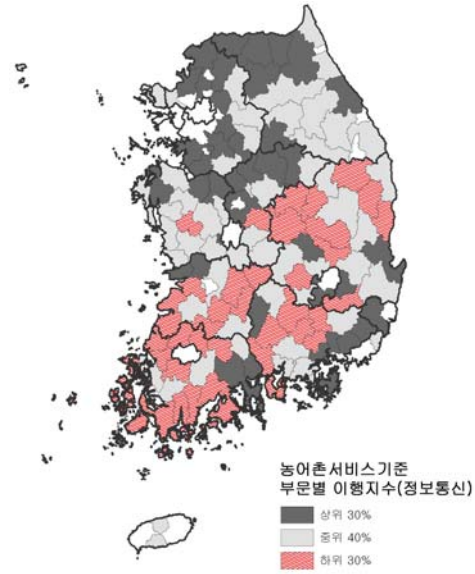 농어촌서비스기준
부문별 이행지수(정보통신)
상위 30%
중위 40%
하위 30%